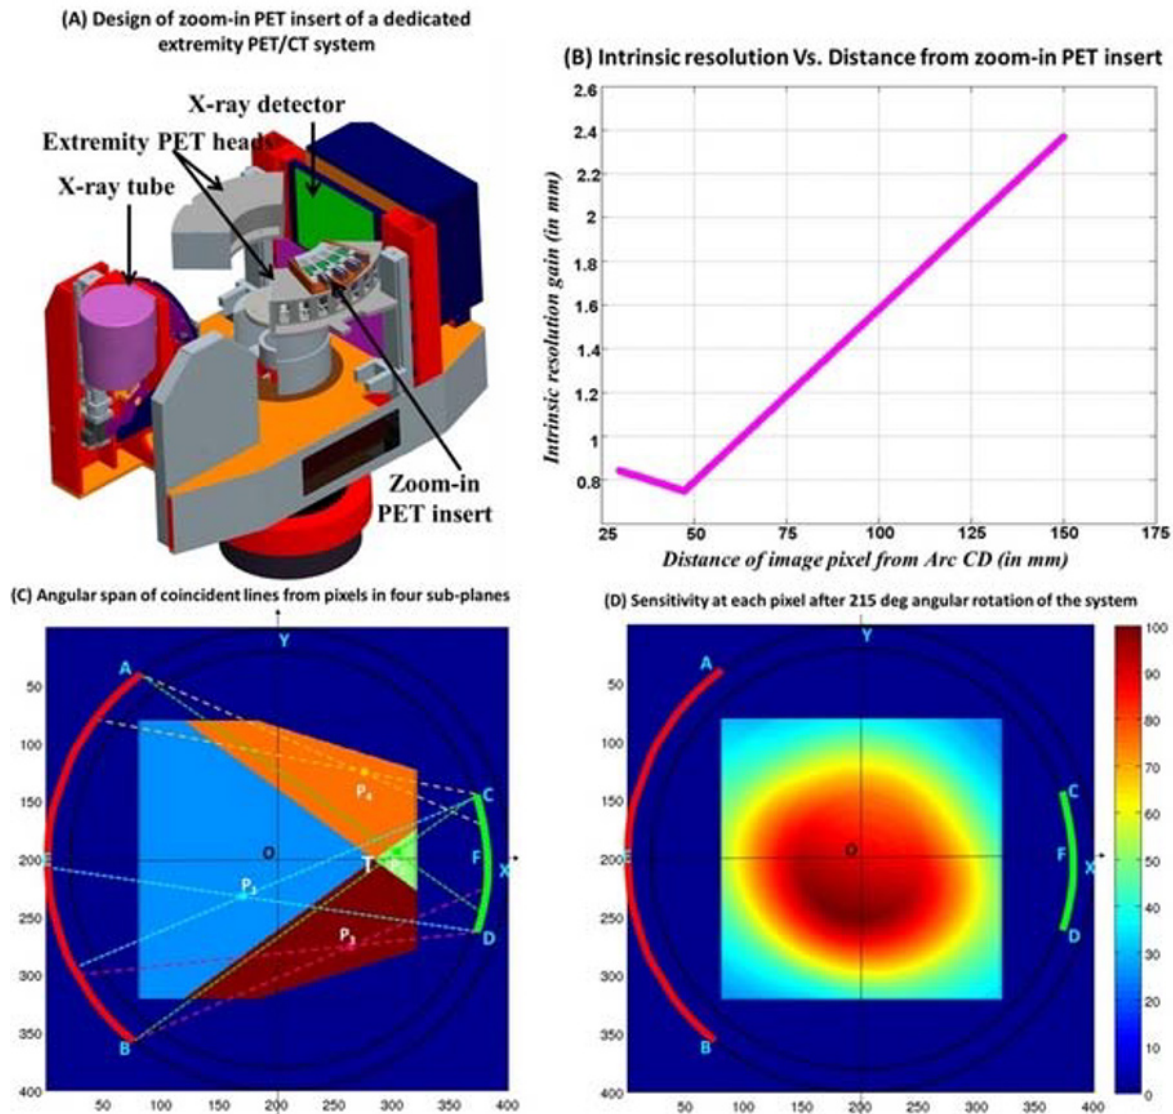 (A) Design of zoom-in PET insert of a dedicated
extremity PET/CT system
X-ray detector
Extremity PET heads
X-ray tube
Zoom-in
PET insert
(B) Intrinsic resolution Vs. Distance from zoom-in PET insert
Intrinsic resolution gain (in mm)
2.6
2.4
2.2
2
1.8
1.6
1.4
1.2
1
0.8
25 50 75 100 125 150 175
Distance of image pixel from Arc CD (in mm)
(C) Angular span of coincident lines from pixels in four sub-planes
Y
A
50
100
P4
150
C
O
T
F
200
E
X
P3
250
P3
D
300
350
B
400
50 100 150 200 250 300 350 400
(D) Sensitivity at each pixel after 215 deg angular rotation of the system
Y
A
50
100
150
C
O
F
200
E
X
250
D
300
350
B
400
50 100 150 200 250 300 350 400
100
90
80
70
60
50
40
30
20
10
0